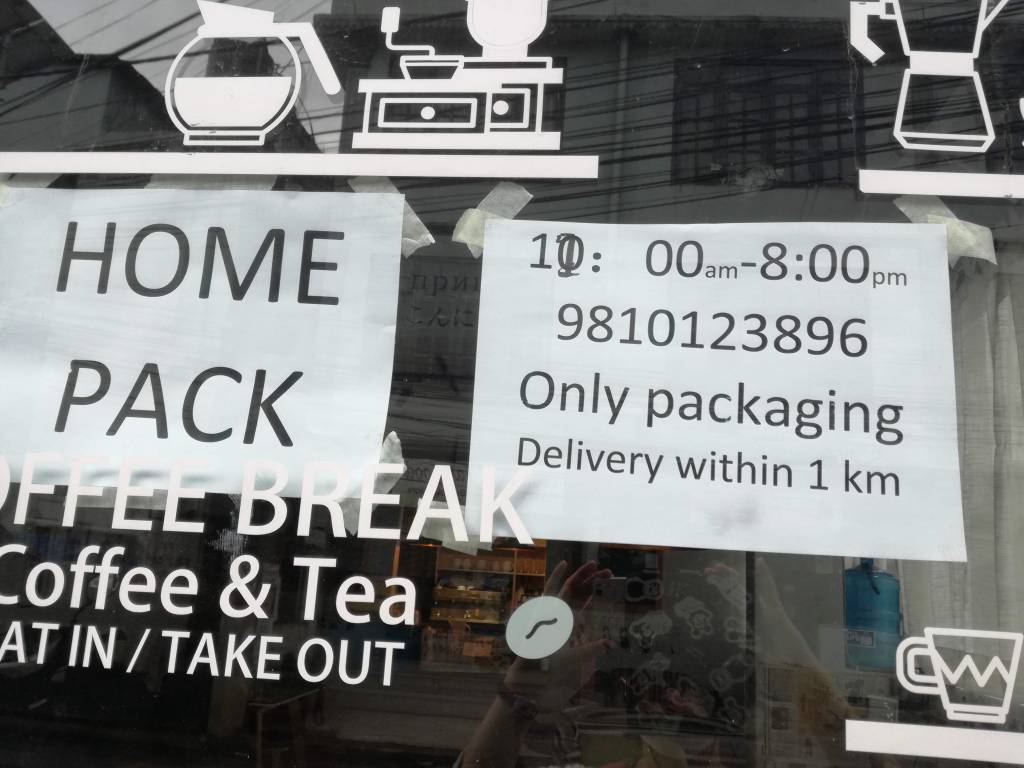 HOME
PACK
10: 00am-8:00pm
9810123896
Only packaging
Delivery within 1 km
OFFEE BREAK
Coffee & Tea
AT IN / TAKE OUT